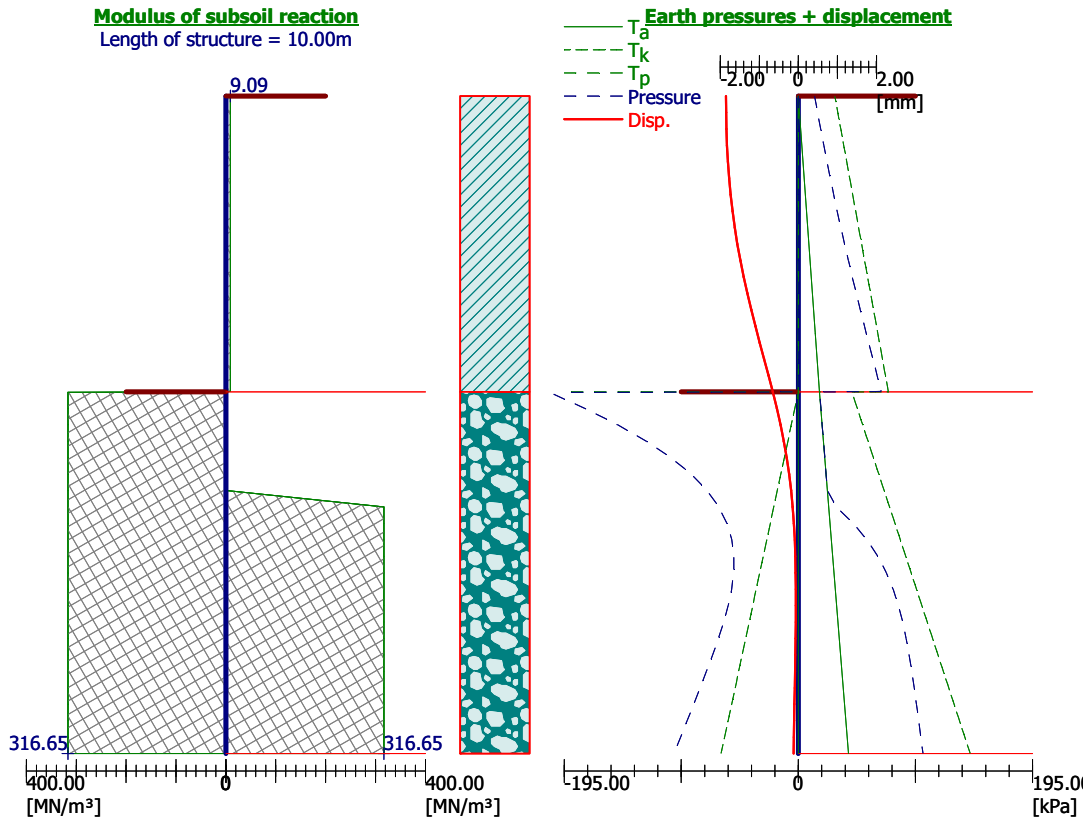 Modulus of subsoil reaction
Length of structure = 10.00m
9.09
316.65
316.65
400.00
0
400.00
[MN/m³]
[MN/m³]
Earth pressures + displacement
Ta
Tk
Tp
Pressure
Disp.
-2.00
0
2.00
[mm]
-195.00
0
195.00
[kPa]